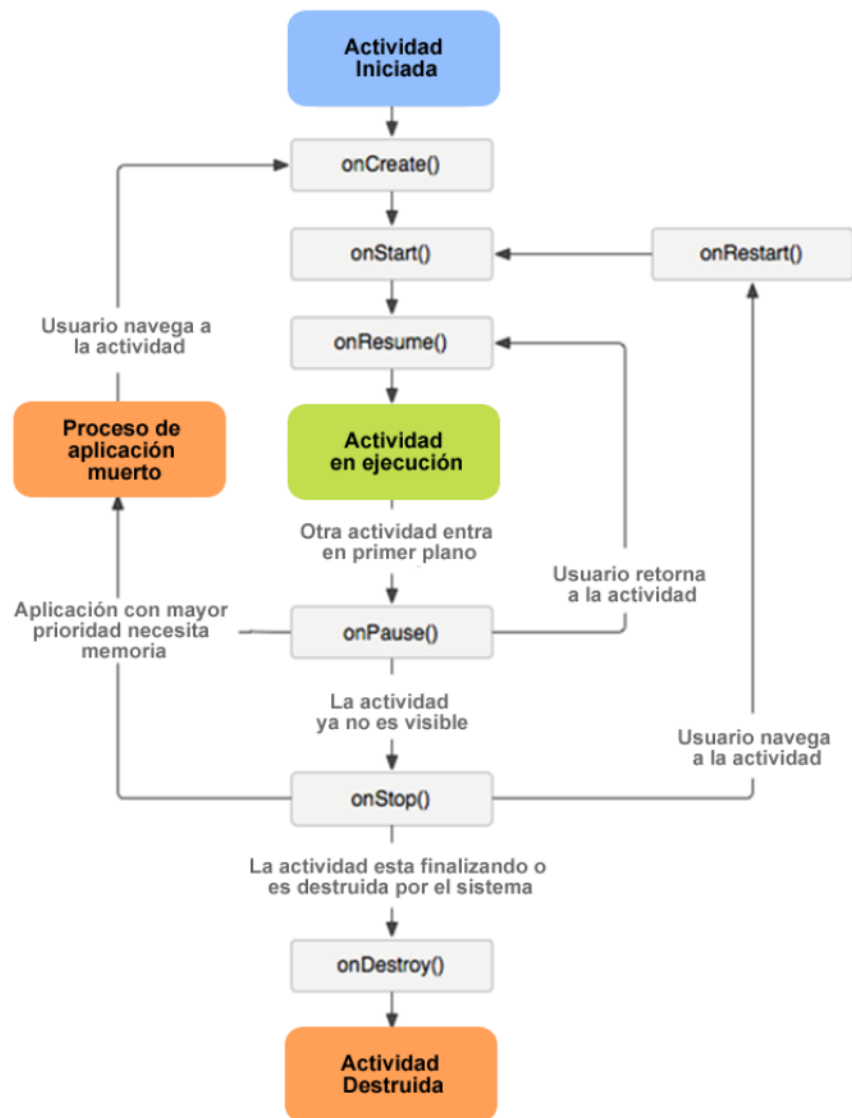 Actividad
Iniciada
onCreate()
onStart()
onRestart()
Usuario navega a
la actividad
onResume()
Proceso de
aplicación
muerto
Actividad
en ejecución
Otra actividad entra
en primer plano
Usuario retorna
a la actividad
Aplicación con mayor
prioridad necesita
memoria
onPause()
La actividad
ya no es visible
Usuario navega
a la actividad
onStop()
La actividad esta finalizando o
es destruida por el sistema
onDestroy()
Actividad
Destruida